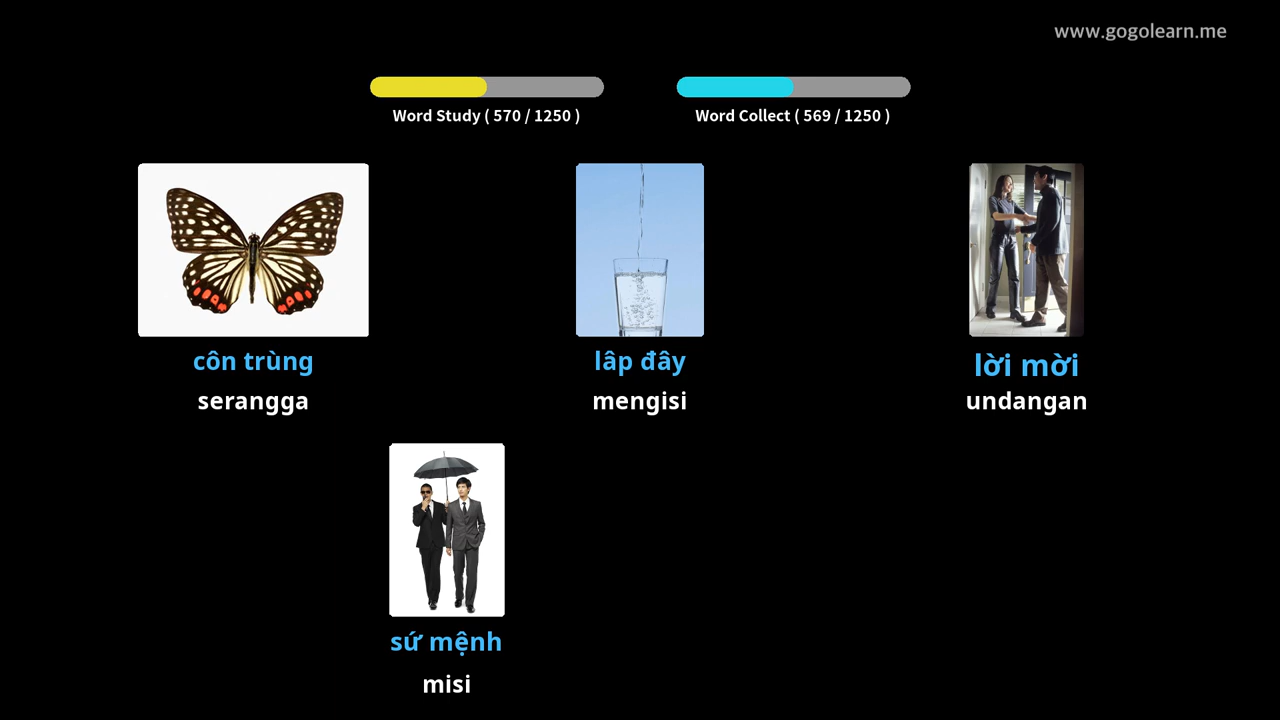 www.gogolearn.me
Word Study ( 570 / 1250 )
Word Collect ( 569 / 1250 )
côn trùng
serangga
lâp đây
mengisi
lời mời
undangan
sứ mệnh
misi